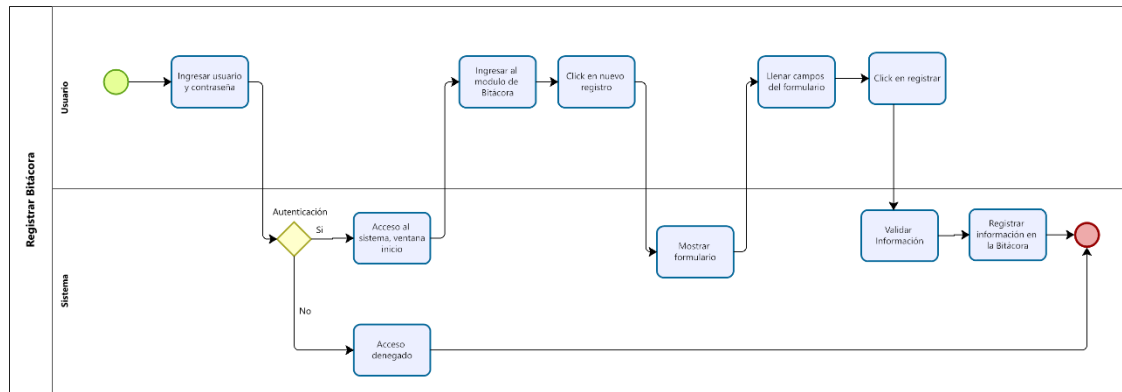 Registrar Bitácora
Usuario
Ingresar usuario
y contraseña
Ingresar al
modulo de
Bitácora
Click en nuevo
registro
Llenar campos
del formulario
Click en registrar
Sistema
Autenticación
Si
Acceso al
sistema, ventana
inicio
Mostrar
formulario
Validar
Información
Registrar
información en
la Bitácora
No
Acceso
denegado